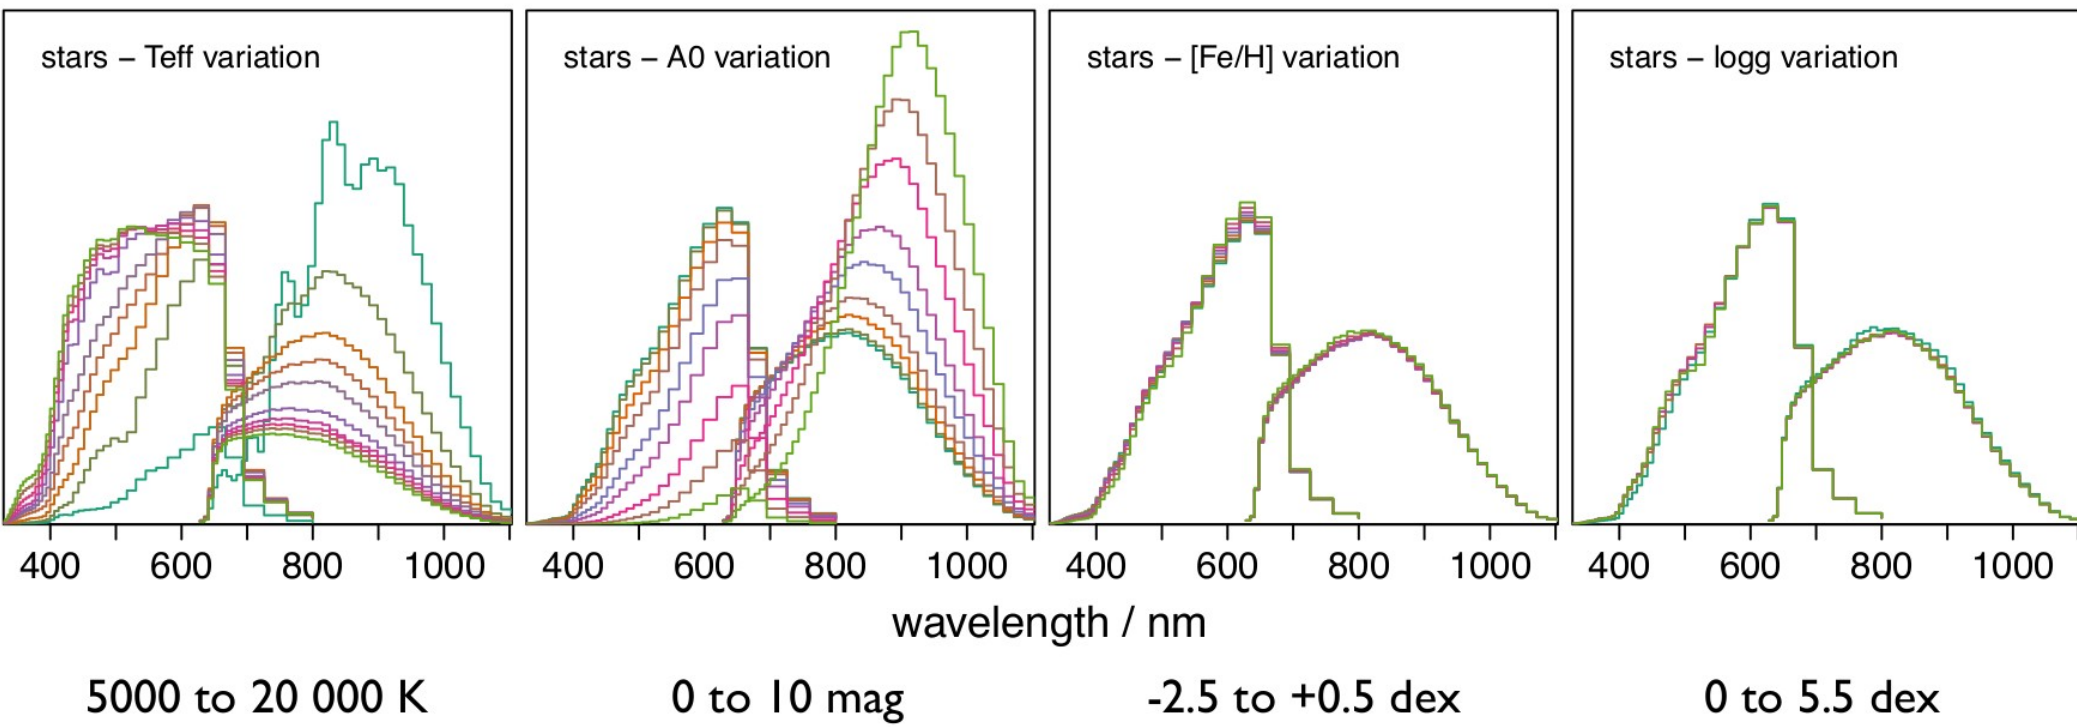 stars – Teff variation
stars – A0 variation
stars – [Fe/H] variation
stars – logg variation
400 600 800 1000
400 600 800 1000
400 600 800 1000
400 600 800 1000
wavelength / nm
5000 to 20 000 K
0 to 10 mag
-2.5 to +0.5 dex
0 to 5.5 dex